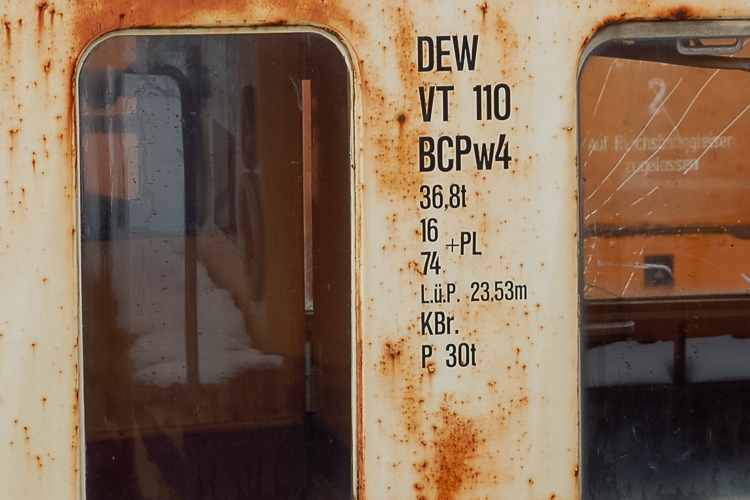 DEW
VT 110
BCPw4
36,8t
16
+PL
74
L.ü.P. 23,53m
KBr.
P 30t
2
Auf Reichsbahngleisen
zugelassen